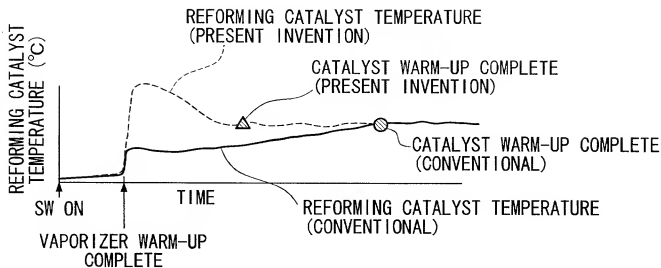 REFORMING CATALYST TEMPERATURE
(PRESENT INVENTION)
CATALYST WARM-UP COMPLETE
(PRESENT INVENTION)
REFORMING CATALYST
TEMPERATURE (°C)
CATALYST WARM-UP COMPLETE
(CONVENTIONAL)
TIME
SW ON
REFORMING CATALYST TEMPERATURE
(CONVENTIONAL)
VAPORIZER WARM-UP
COMPLETE